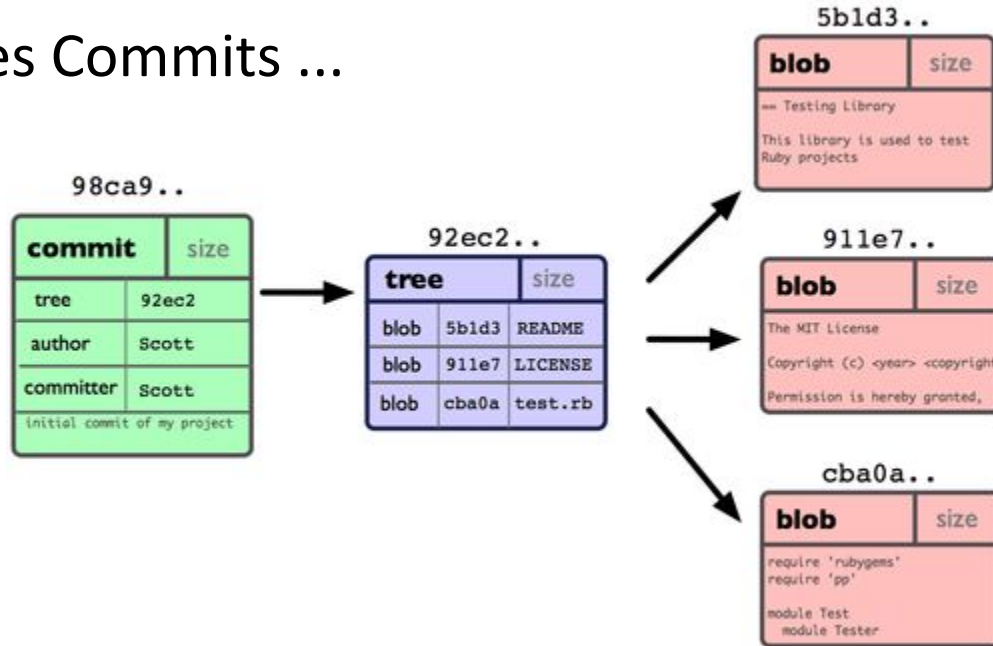 es Commits ...
98ca9..
commit size
tree 92ec2
author Scott
committer Scott
initial commit of my project
92ec2..
tree size
blob 5b1d3 README
blob 911e7 LICENSE
blob cba0a test.rb
5b1d3..
blob size
== Testing Library
This library is used to test
Ruby projects
911e7..
blob size
The MIT License
Copyright (c) <year> <copyright
Permission is hereby granted,
cba0a..
blob size
require 'rubygems'
require 'pp'
module Test
module Tester